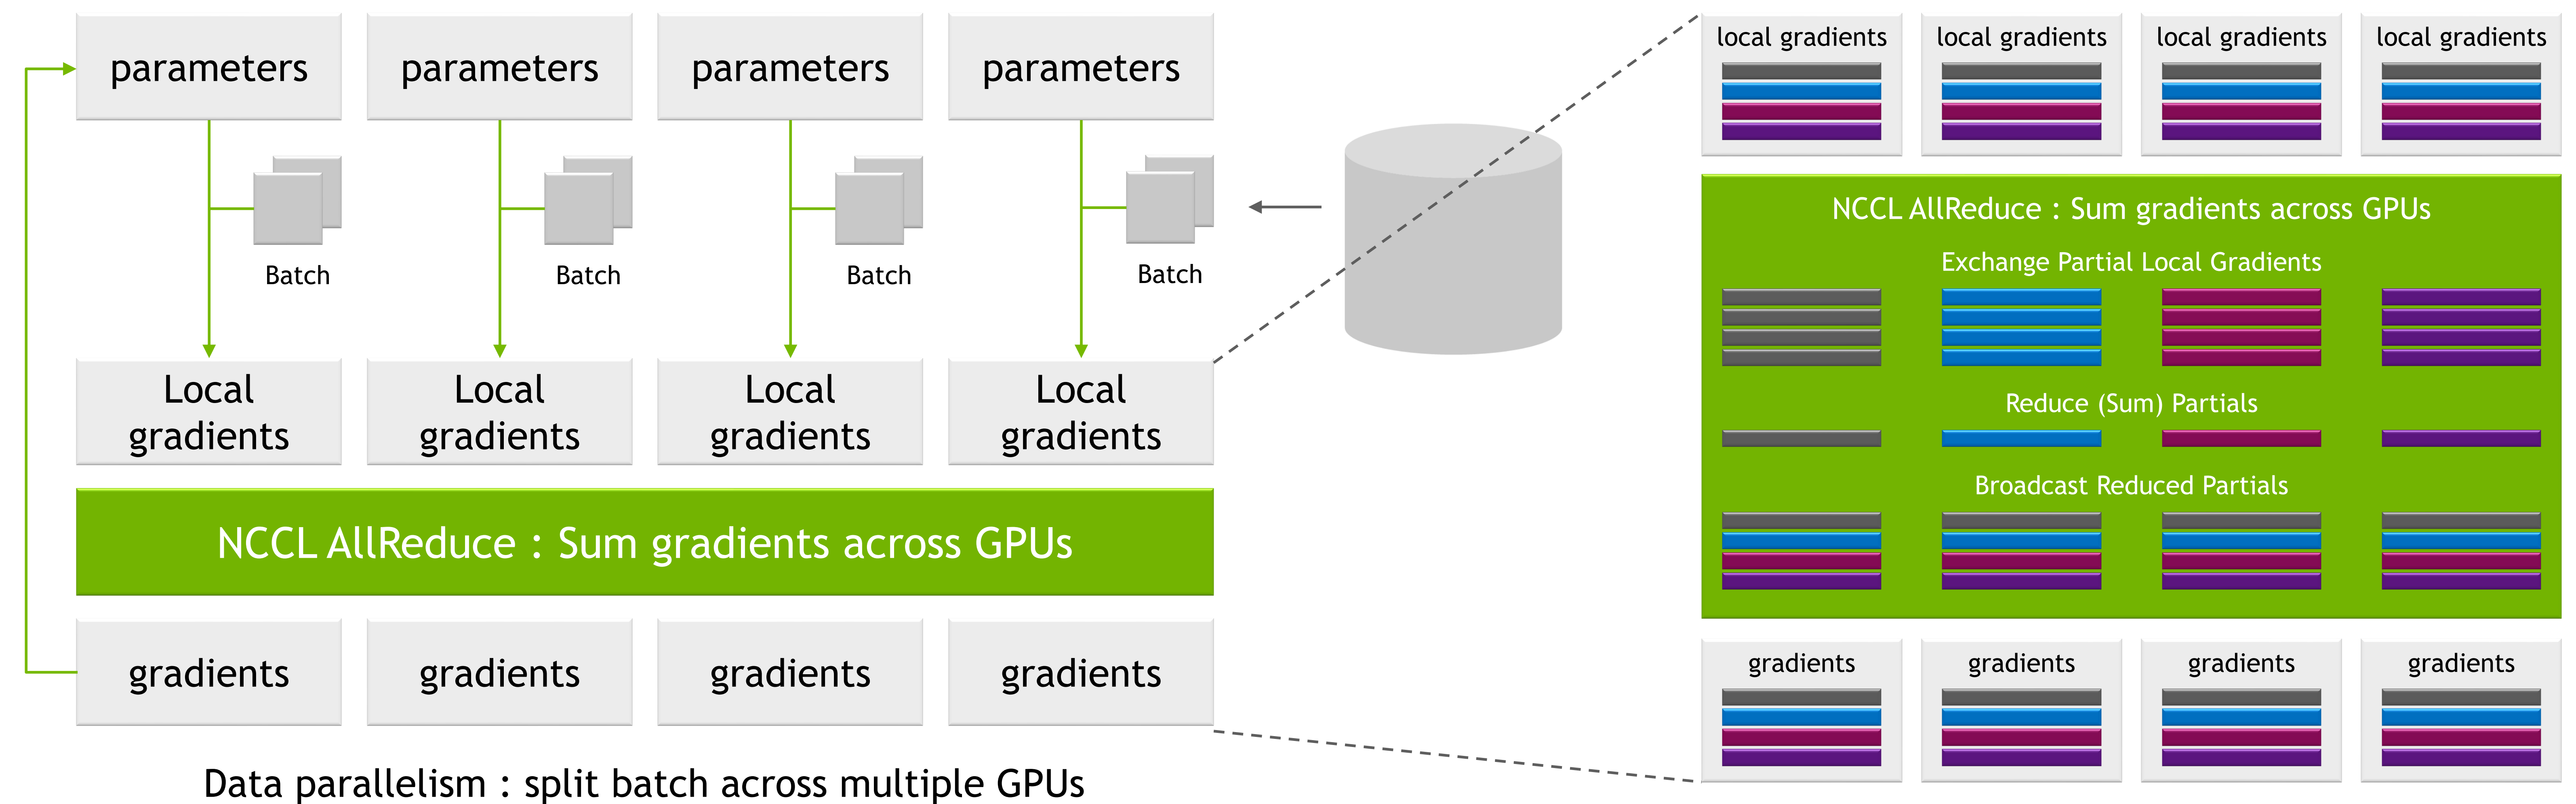 parameters
parameters
parameters
parameters
Batch
Batch
Batch
Batch
Local
gradients
Local
gradients
Local
gradients
Local
gradients
NCCL AllReduce : Sum gradients across GPUs
gradients
gradients
gradients
gradients
Data parallelism : split batch across multiple GPUs
local gradients
local gradients
local gradients
local gradients
NCCL AllReduce : Sum gradients across GPUs
Exchange Partial Local Gradients
Reduce (Sum) Partials
Broadcast Reduced Partials
gradients
gradients
gradients
gradients